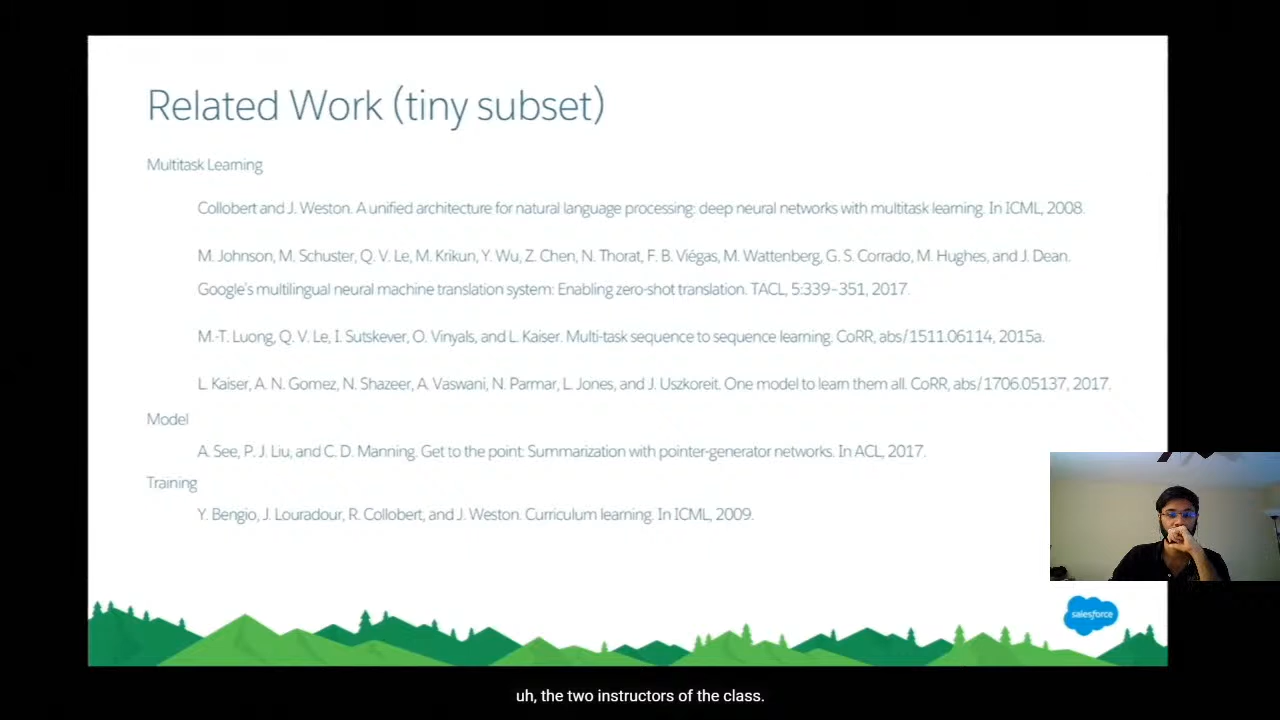 Related Work (tiny subset)
Multitask Learning
Collobert and J. Weston. A unified architecture for natural language processing: deep neural networks with multitask learning. In ICML, 2008.
M. Johnson, M. Schuster, Q. V. Le, M. Krikun, Y. Wu, Z. Chen, N. Thorat, F. B. Viégas, M. Wattenberg, G. S. Corrado, M. Hughes, and J. Dean.
Google's multilingual neural machine translation system: Enabling zero-shot translation. TACL, 5:339–351, 2017.
M.-T. Luong, Q. V. Le, I. Sutskever, O. Vinyals, and L. Kaiser. Multi-task sequence to sequence learning. CoRR, abs/1511.06114, 2015a.
L. Kaiser, A. N. Gomez, N. Shazeer, A. Vaswani, N. Parmar, L. Jones, and J. Uszkoreit. One model to learn them all. CoRR, abs/1706.05137, 2017.
Model
A. See, P. J. Liu, and C. D. Manning. Get to the point: Summarization with pointer-generator networks. In ACL, 2017.
Training
Y. Bengio, J. Louradour, R. Collobert, and J. Weston. Curriculum learning. In ICML, 2009.
salesforce
uh, the two instructors of the class.